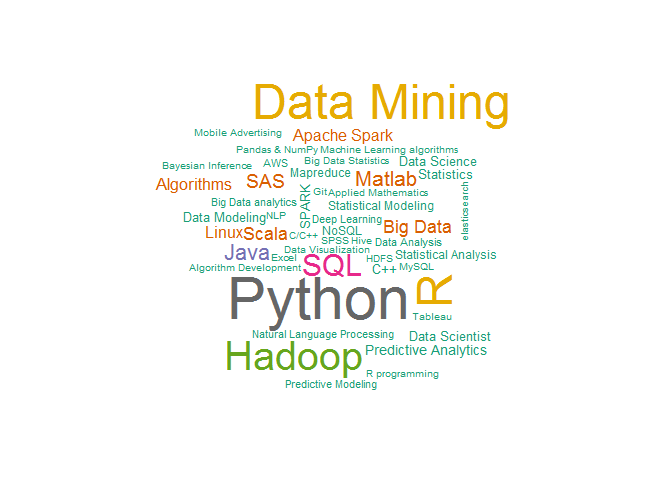 Data Mining
Mobile Advertising
Apache Spark
Pandas & NumPy
Machine Learning algorithms
Bayesian Inference
AWS
Big Data Statistics
Data Science
Mapreduce
Statistics
Algorithms
SAS
Matlab
SPARK
Git
Applied Mathematics
elasticsearch
Big Data analytics
Statistical Modeling
Data Modeling
NLP
Deep Learning
Big Data
Linux
Scala
C/C++
NoSQL
SPSS
Hive
Data Analysis
Java
Excel
Data Visualization
HDFS
Statistical Analysis
Algorithm Development
SQL
C++
MySQL
Python
R
Tableau
Natural Language Processing
Data Scientist
Hadoop
Predictive Analytics
R programming
Predictive Modeling